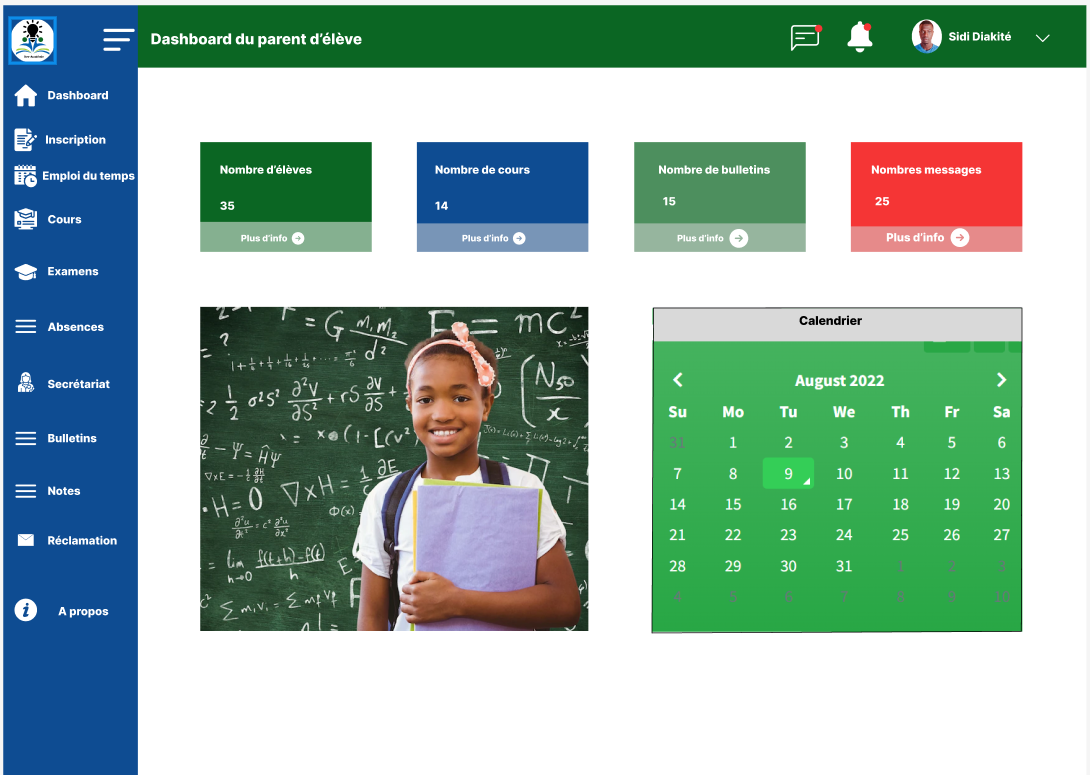 Dashboard du parent d'élève
Sidi Diakité
Dashboard
Inscription
Emploi du temps
Cours
Examens
Absences
Secrétariat
Bulletins
Notes
Réclamation
A propos
Nombre d'élèves
35
Plus d'info
Nombre de cours
14
Plus d'info
Nombre de bulletins
15
Plus d'info
Nombres messages
25
Plus d'info
Calendrier
August 2022
Su Mo Tu We Th Fr Sa
31 1 2 3 4 5 6
7 8 9 10 11 12 13
14 15 16 17 18 19 20
21 22 23 24 25 26 27
28 29 30 31 1 2 3
4 5 6 7 8 9 10